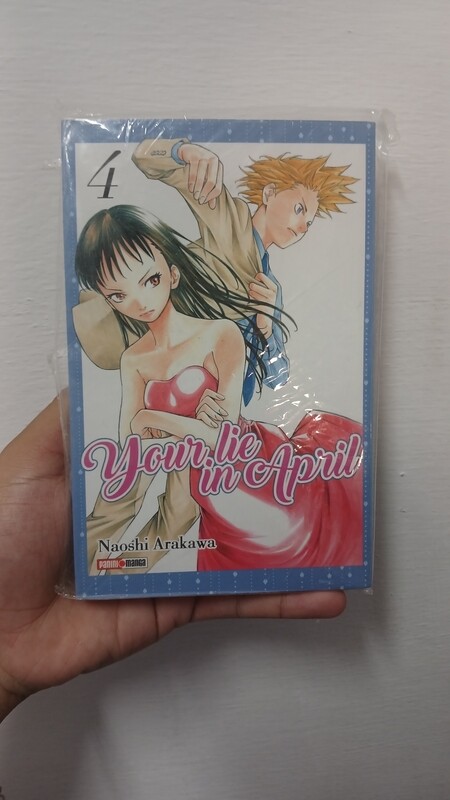 4
Your lie
in April
Naoshi Arakawa
PANINI MANGA